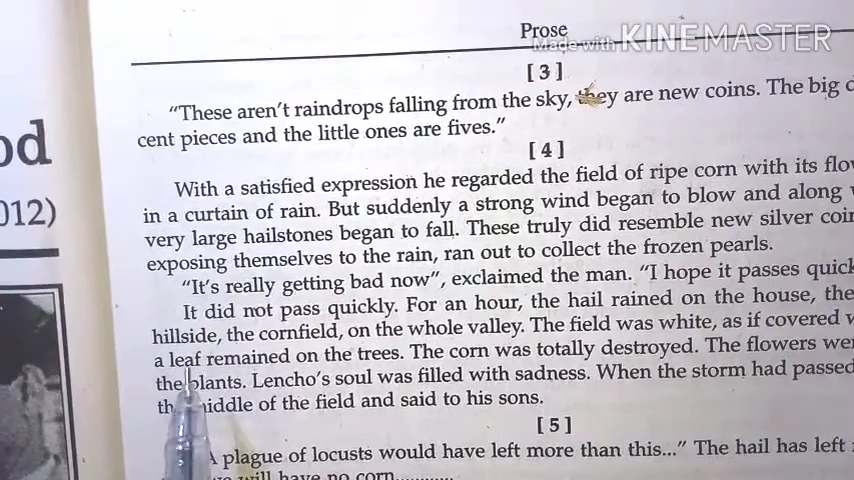 Prose
Made with KINEMASTER
[ 3 ]
"These aren't raindrops falling from the sky, they are new coins. The big
cent pieces and the little ones are fives."
[ 4 ]
od
With a satisfied expression he regarded the field of ripe corn with its
in a curtain of rain. But suddenly a strong wind began to blow and along
012)
very large hailstones began to fall. These truly did resemble new silver
exposing themselves to the rain, ran out to collect the frozen pearls.
"It's really getting bad now", exclaimed the man. "I hope it passes
It did not pass quickly. For an hour, the hail rained on the house, the
hillside, the cornfield, on the whole valley. The field was white, as if covered
a leaf remained on the trees. The corn was totally destroyed. The flowers
the plants. Lencho's soul was filled with sadness. When the storm had passed
middle of the field and said to his sons.
[ 5 ]
A plague of locusts would have left more than this..." The hail has left
will have no corn............